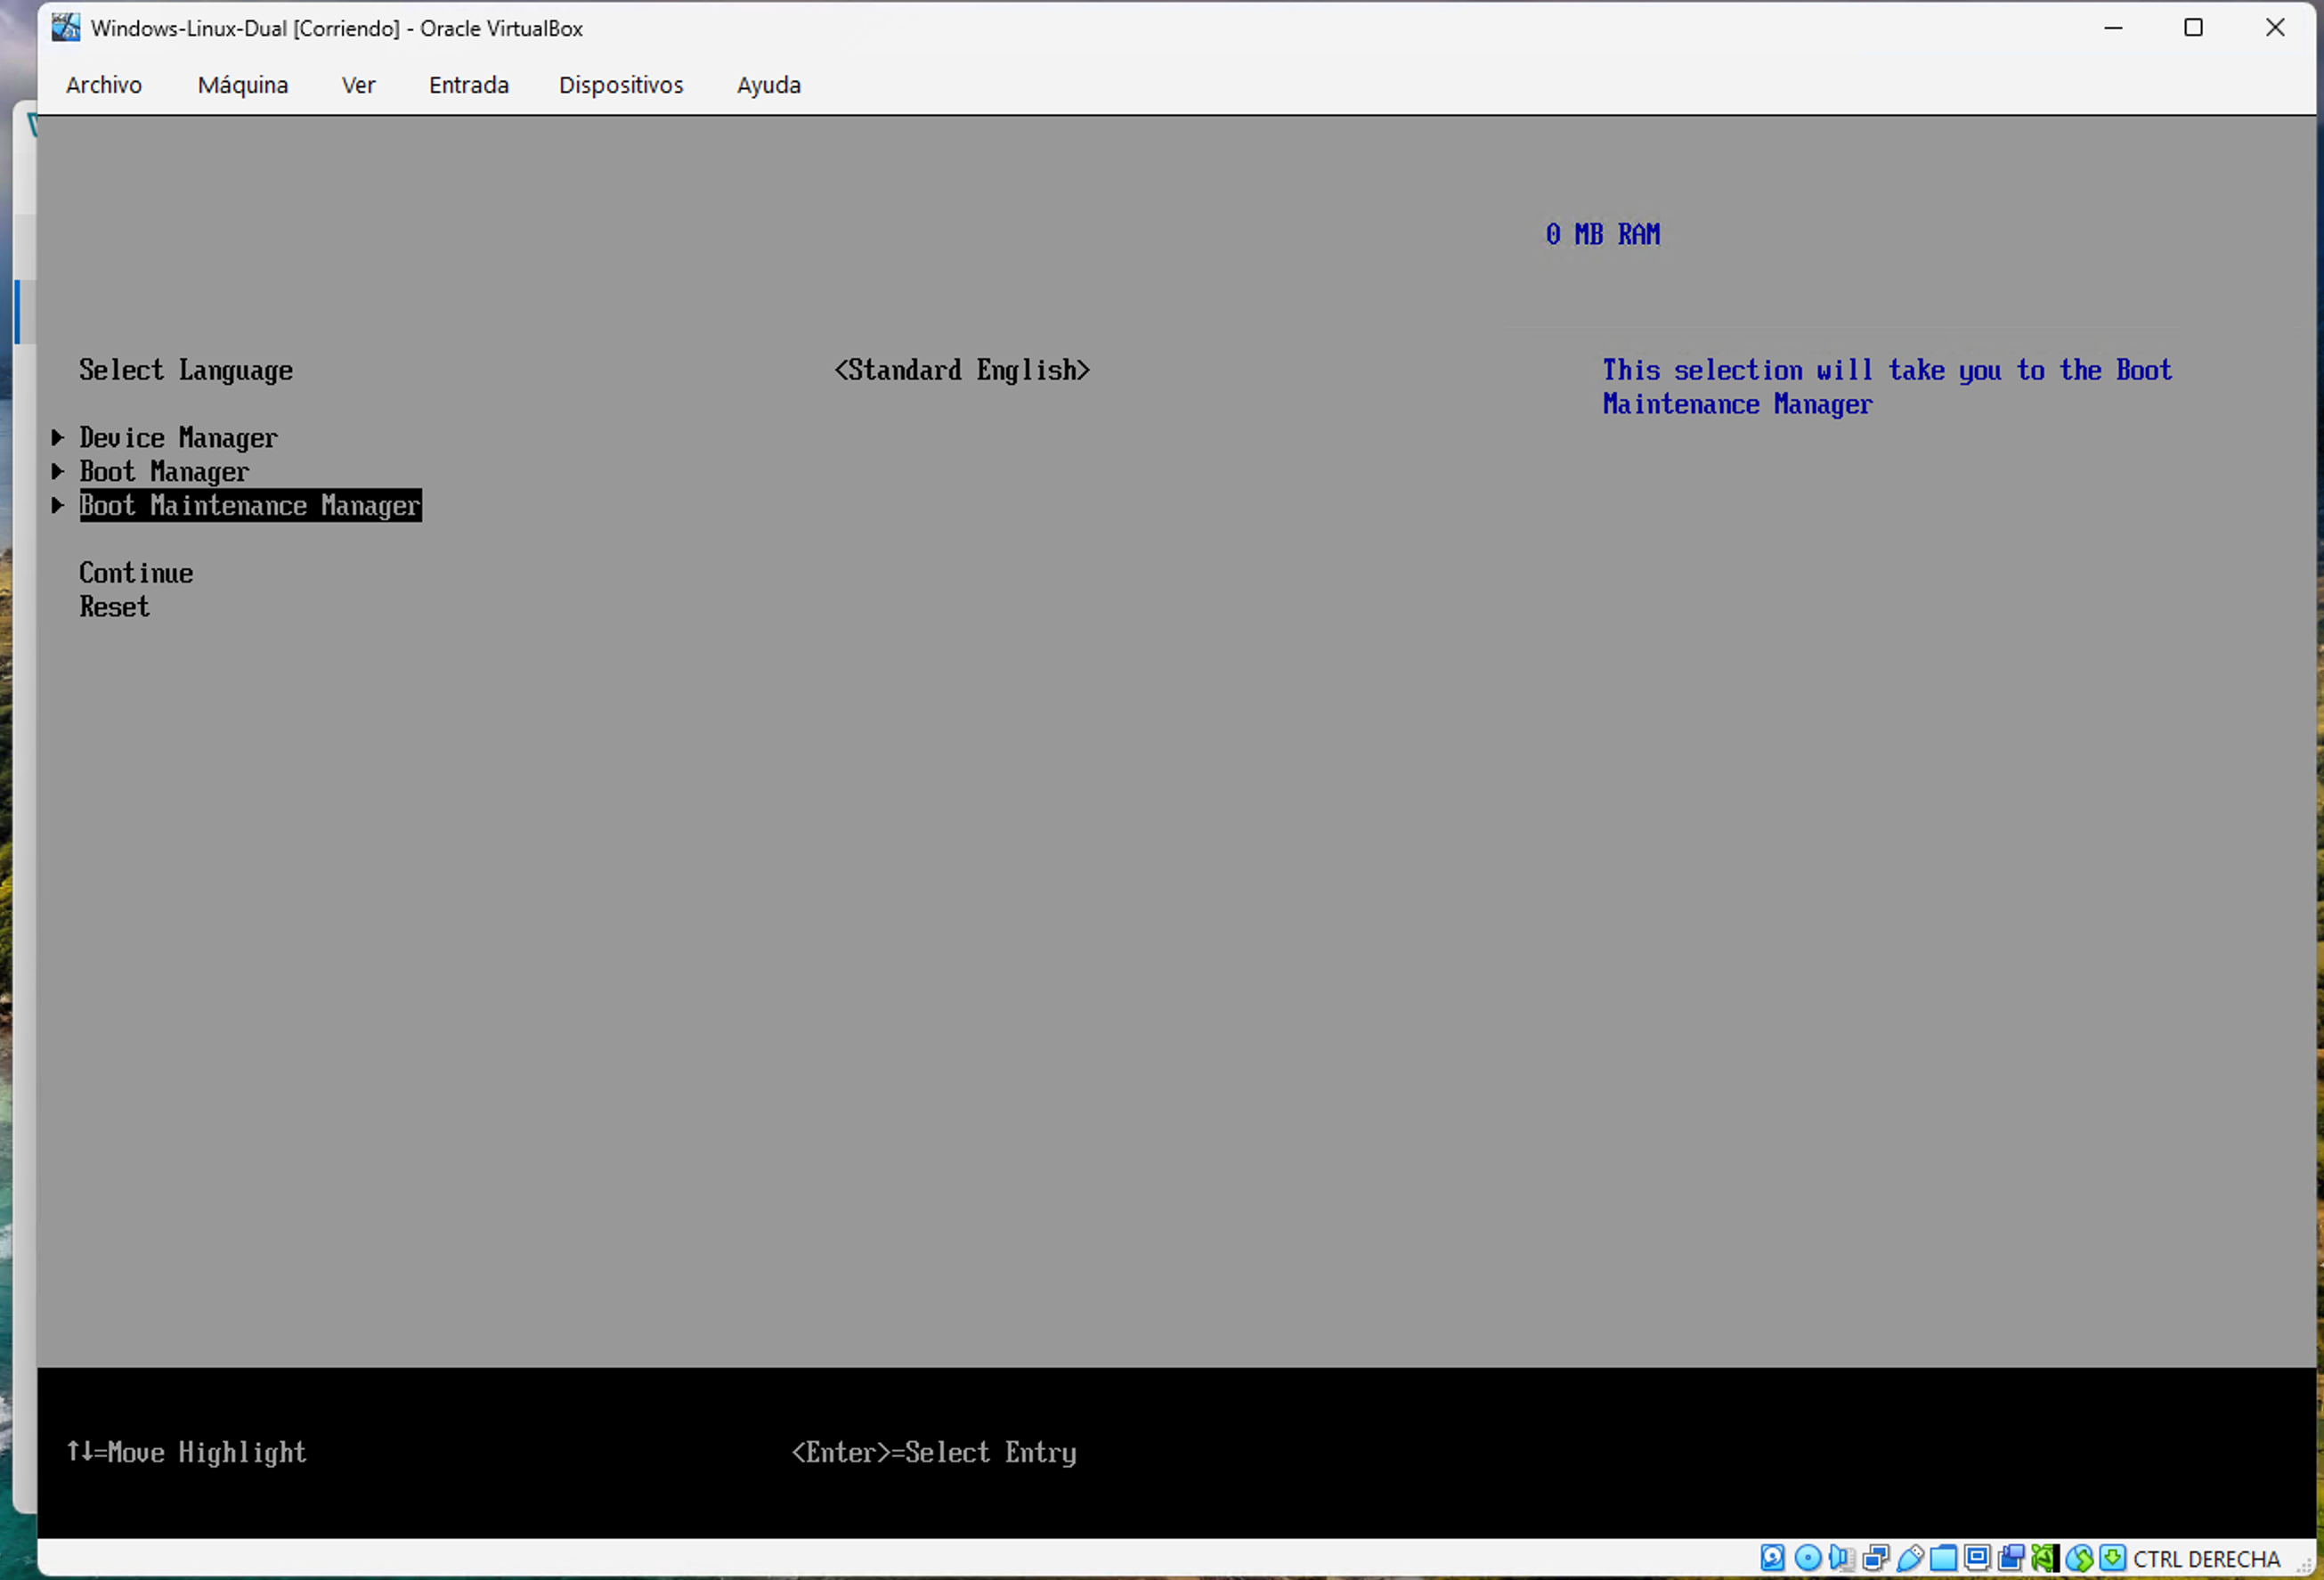 Windows-Linux-Dual [Corriendo] - Oracle VirtualBox
Archivo Máquina Ver Entrada Dispositivos Ayuda
0 MB RAM
Select Language <Standard English> This selection will take you to the Boot
Maintenance Manager
Device Manager
Boot Manager
Boot Maintenance Manager
Continue
Reset
↑↓=Move Highlight <Enter>=Select Entry
CTRL DERECHA